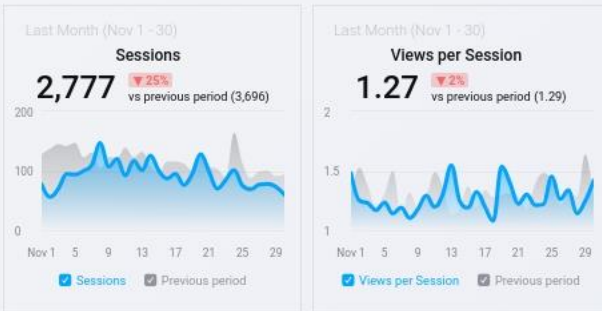 Last Month (Nov 1 - 30)
Sessions
2,777 ▼ 25%
vs previous period (3,696)
200
100
0
Nov 1 5 9 13 17 21 25 29
Sessions Previous period
Last Month (Nov 1 - 30)
Views per Session
1.27 ▼ 2%
vs previous period (1.29)
2
1.5
1
Nov 1 5 9 13 17 21 25 29
Views per Session Previous period